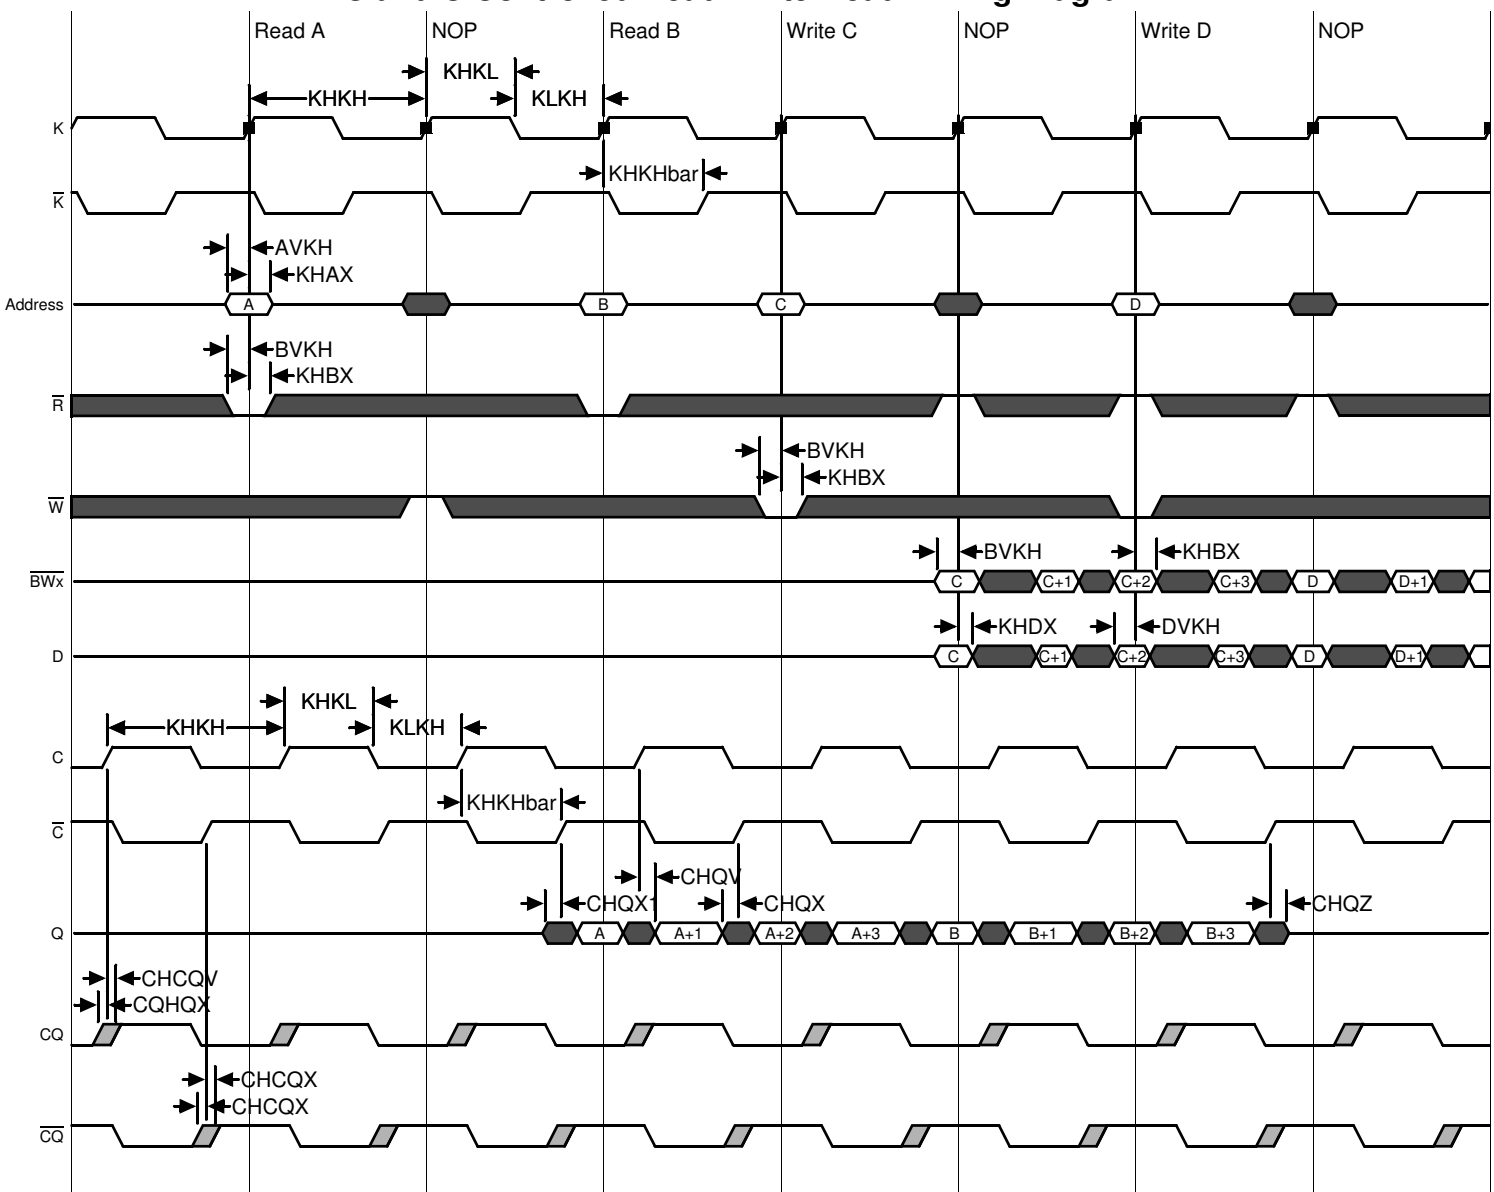 Read A NOP Read B Write C NOP Write D NOP
KHKL
KHKH KLKH
K
KHKHbar
K̅
AVKH
KHAX
Address A B C D
BVKH
KHBX
R̅
BVKH
KHBX
W̅
BVKH KHBX
B̅W̅x̅ C C+1 C+2 C+3 D D+1
KHDX DVKH
D C C+1 C+2 C+3 D D+1
KHKL
KHKH KLKH
C
KHKHbar
C̅
CHQV
CHQX1 CHQX CHQZ
Q A A+1 A+2 A+3 B B+1 B+2 B+3
CHCQV
CQHQX
CQ
CHCQX
CHCQX
C̅Q̅